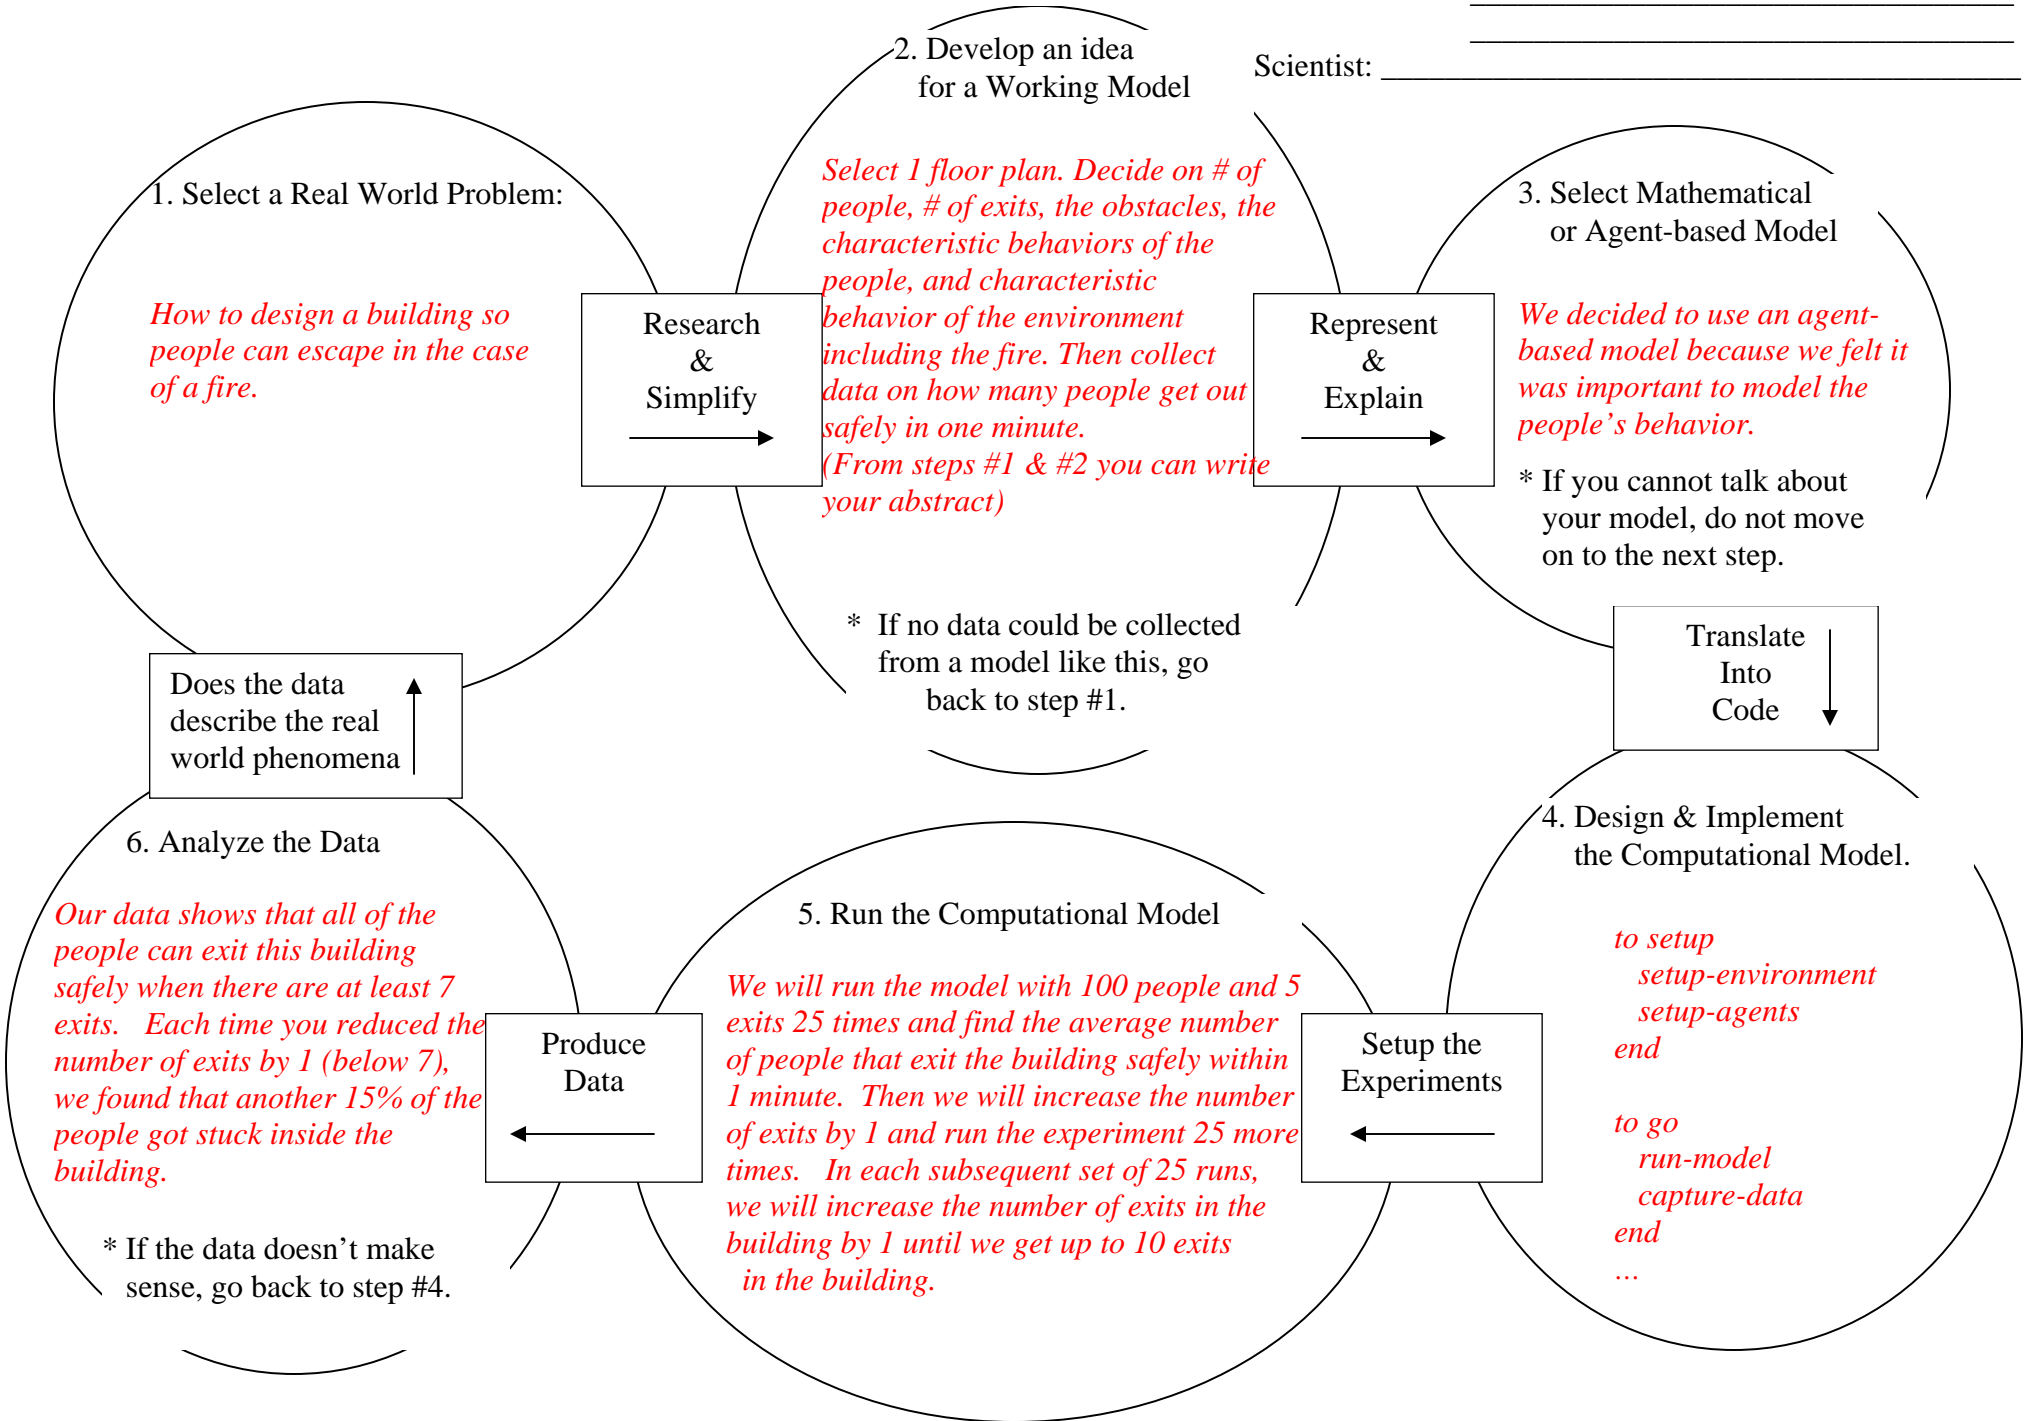 Scientist: ________________________________________
1. Select a Real World Problem:
How to design a building so
people can escape in the case
of a fire.
Research
&
Simplify
2. Develop an idea
for a Working Model
Select 1 floor plan. Decide on # of
people, # of exits, the obstacles, the
characteristic behaviors of the
people, and characteristic
behavior of the environment
including the fire. Then collect
data on how many people get out
safely in one minute.
(From steps #1 & #2 you can write
your abstract)
* If no data could be collected
from a model like this, go
back to step #1.
Represent
&
Explain
3. Select Mathematical
or Agent-based Model
We decided to use an agent-
based model because we felt it
was important to model the
people’s behavior.
* If you cannot talk about
your model, do not move
on to the next step.
Translate
Into
Code
4. Design & Implement
the Computational Model.
to setup
setup-environment
setup-agents
end
to go
run-model
capture-data
end
…
Setup the
Experiments
5. Run the Computational Model
We will run the model with 100 people and 5
exits 25 times and find the average number
of people that exit the building safely within
1 minute. Then we will increase the number
of exits by 1 and run the experiment 25 more
times. In each subsequent set of 25 runs,
we will increase the number of exits in the
building by 1 until we get up to 10 exits
in the building.
Produce
Data
6. Analyze the Data
Our data shows that all of the
people can exit this building
safely when there are at least 7
exits. Each time you reduced the
number of exits by 1 (below 7),
we found that another 15% of the
people got stuck inside the
building.
* If the data doesn’t make
sense, go back to step #4.
Does the data
describe the real
world phenomena